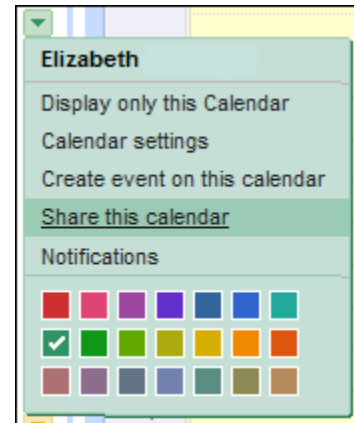 Elizabeth
Display only this Calendar
Calendar settings
Create event on this calendar
Share this calendar
Notifications